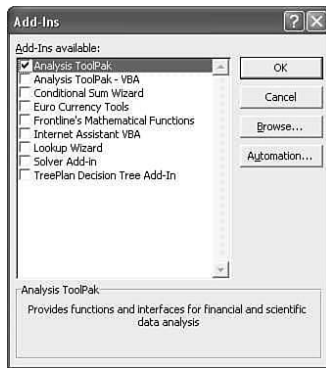 Add-Ins
Add-Ins available:
Analysis ToolPak
Analysis ToolPak - VBA
Conditional Sum Wizard
Euro Currency Tools
Frontline's Mathematical Functions
Internet Assistant VBA
Lookup Wizard
Solver Add-in
TreePlan Decision Tree Add-In
OK
Cancel
Browse...
Automation...
Analysis ToolPak
Provides functions and interfaces for financial and scientific
data analysis